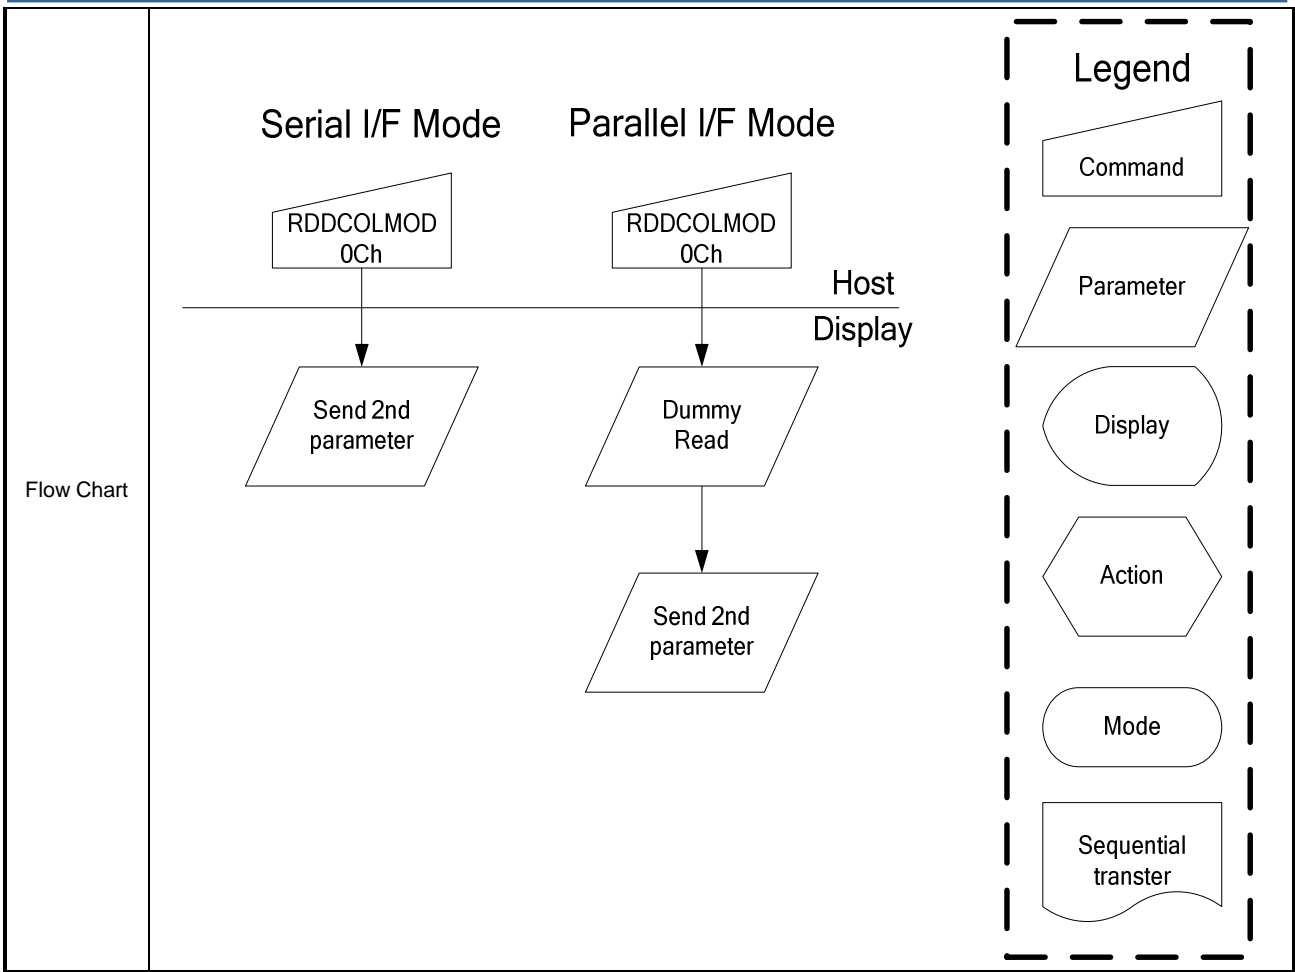 Flow Chart
Serial I/F Mode
Parallel I/F Mode
RDDCOLMOD
0Ch
RDDCOLMOD
0Ch
Host
Display
Send 2nd
parameter
Dummy
Read
Send 2nd
parameter
Legend
Command
Parameter
Display
Action
Mode
Sequential
transter